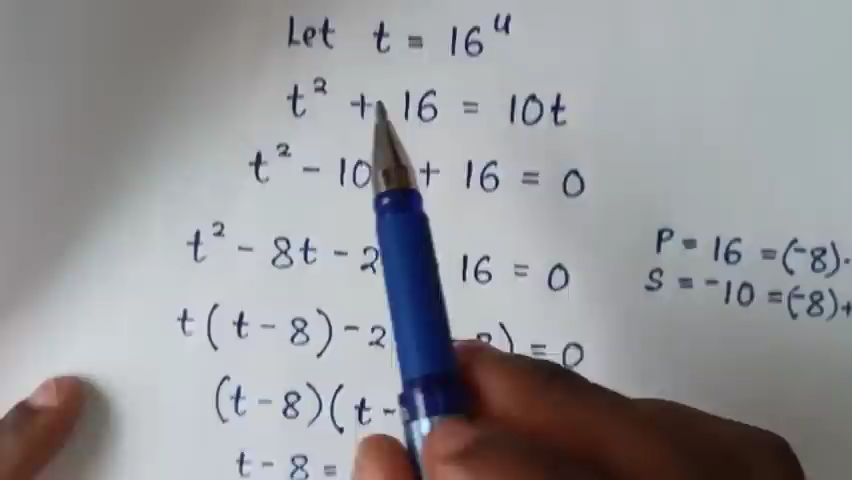 Let t = 16^u
t² + 16 = 10t
t² - 10 + 16 = 0
t² - 8t - 2 16 = 0
P = 16 = (-8).
S = -10 = (-8)+
t(t - 8) - 2 8) = 0
(t - 8)(t -
t - 8 =